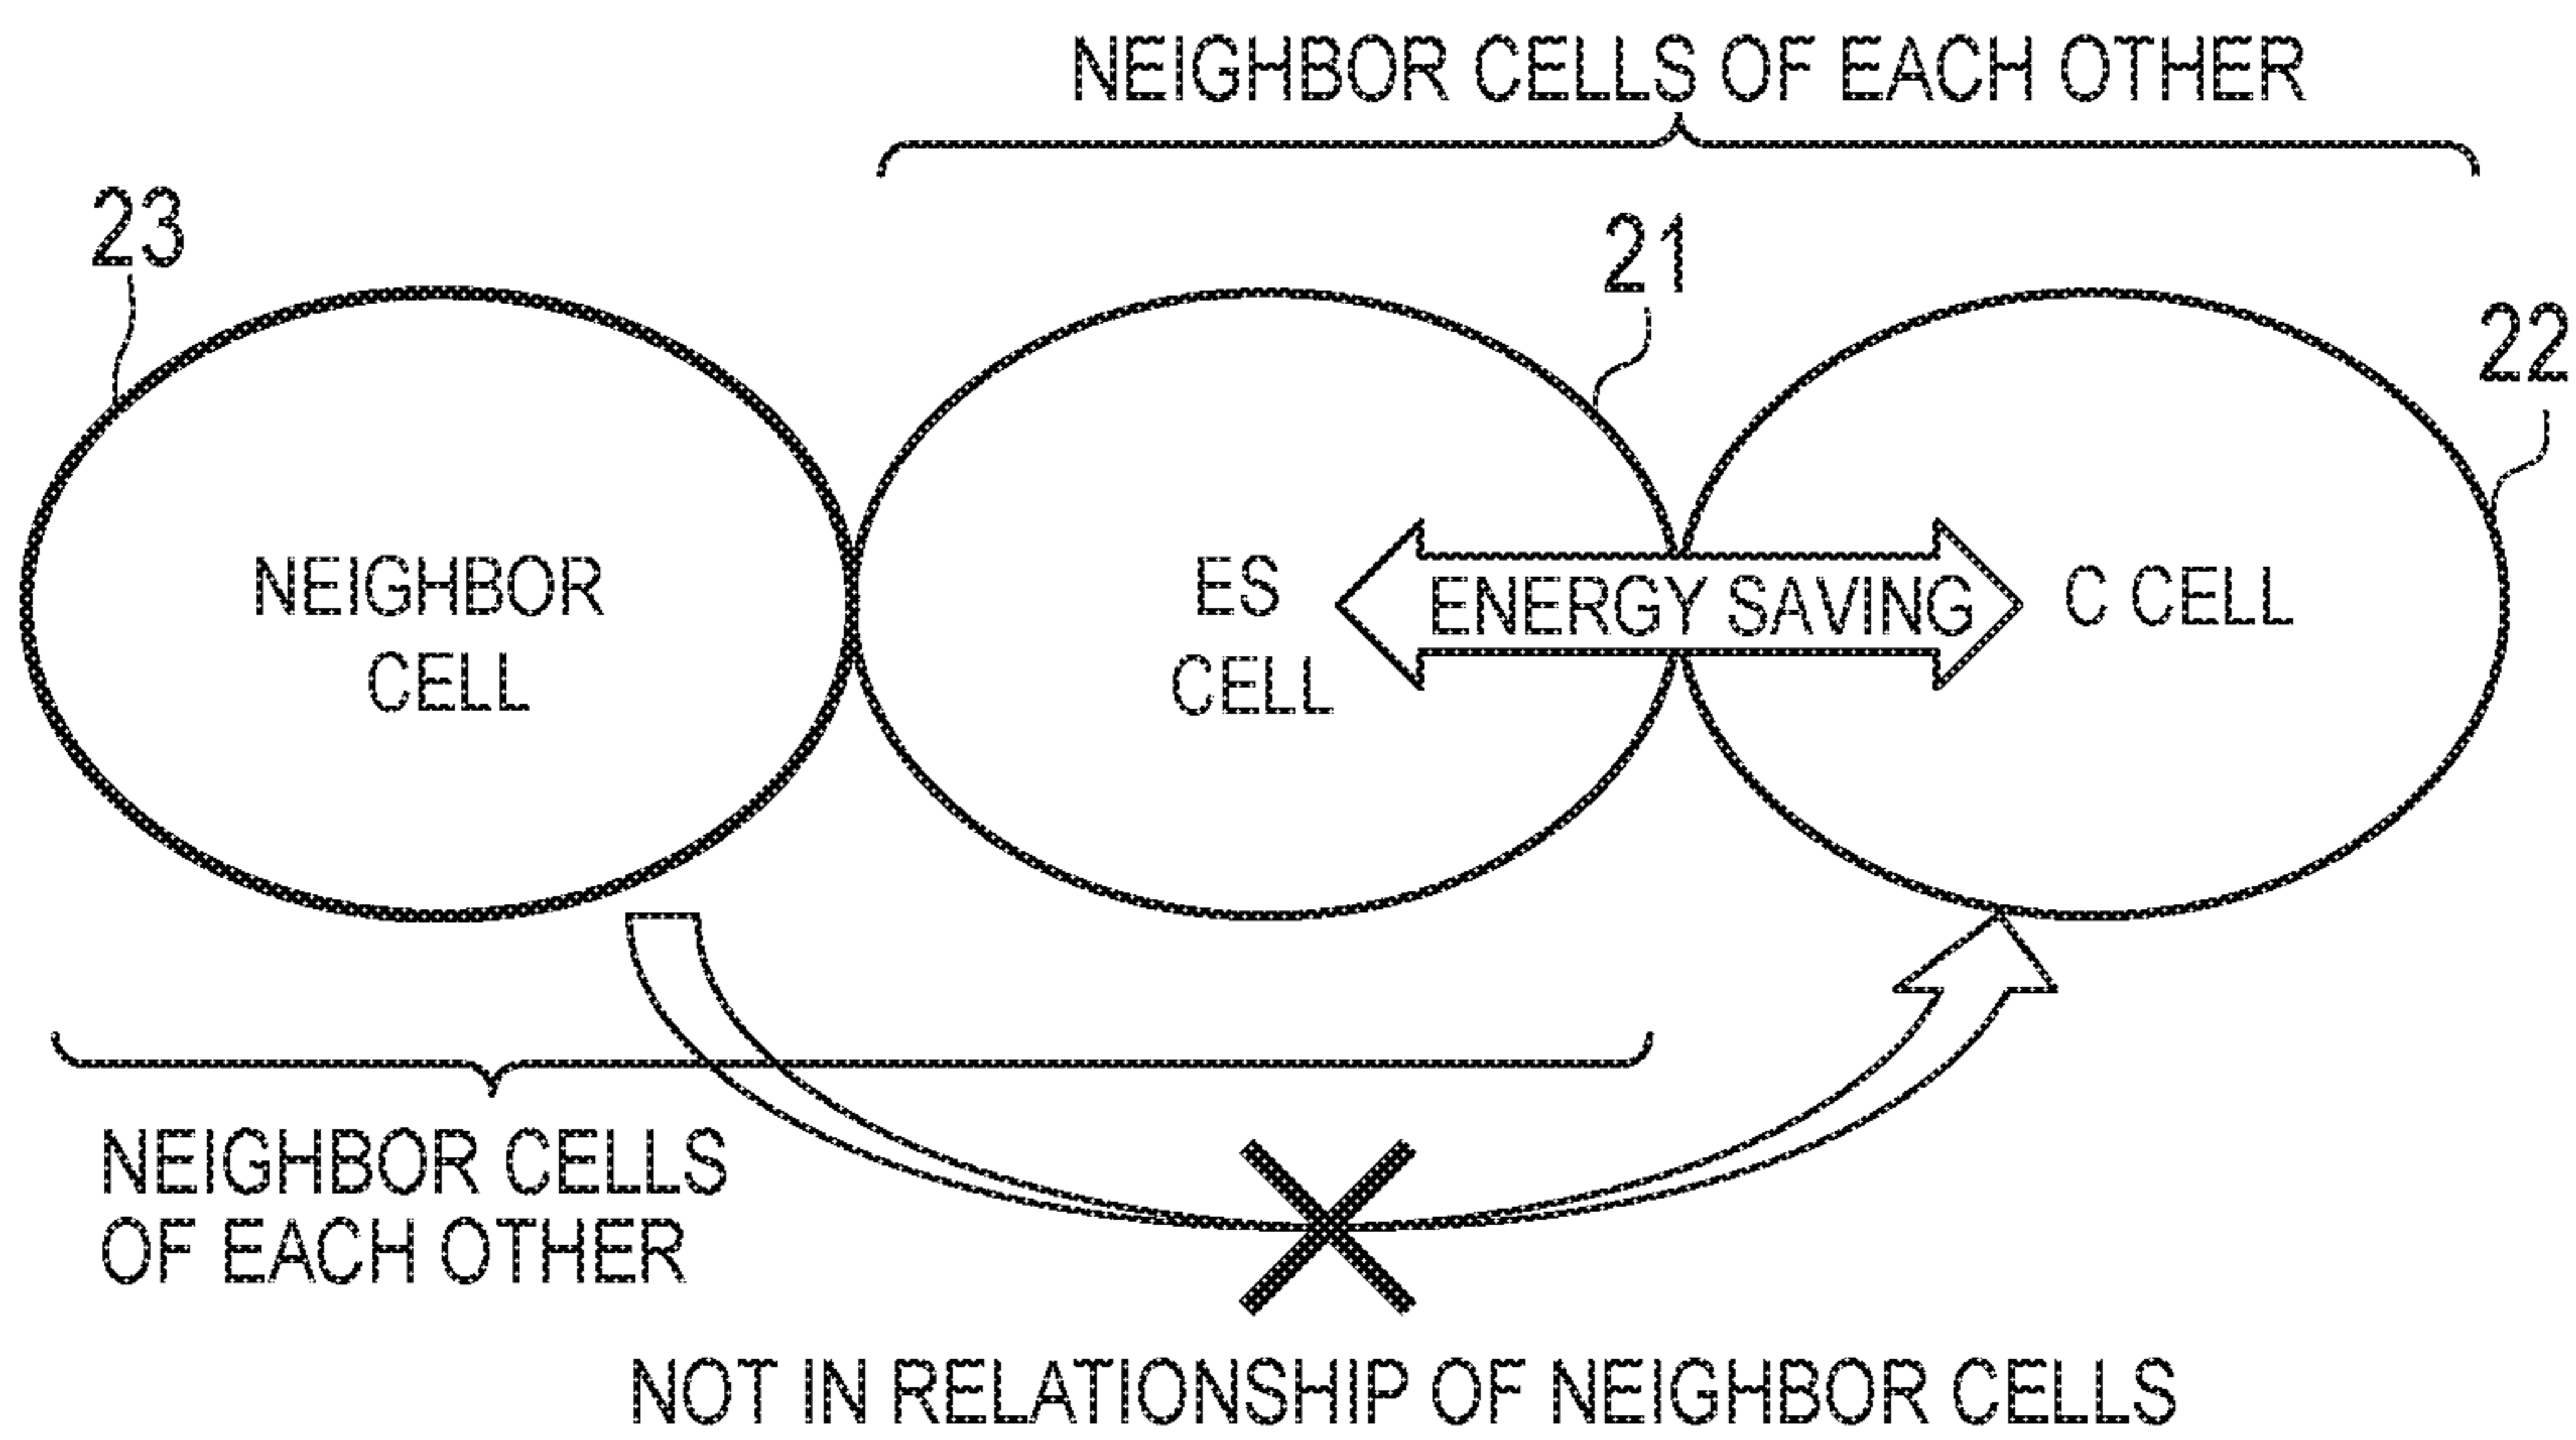 NEIGHBOR CELLS OF EACH OTHER
23
21
22
NEIGHBOR
CELL
ES
CELL
ENERGY SAVING
C CELL
NEIGHBOR CELLS
OF EACH OTHER
NOT IN RELATIONSHIP OF NEIGHBOR CELLS